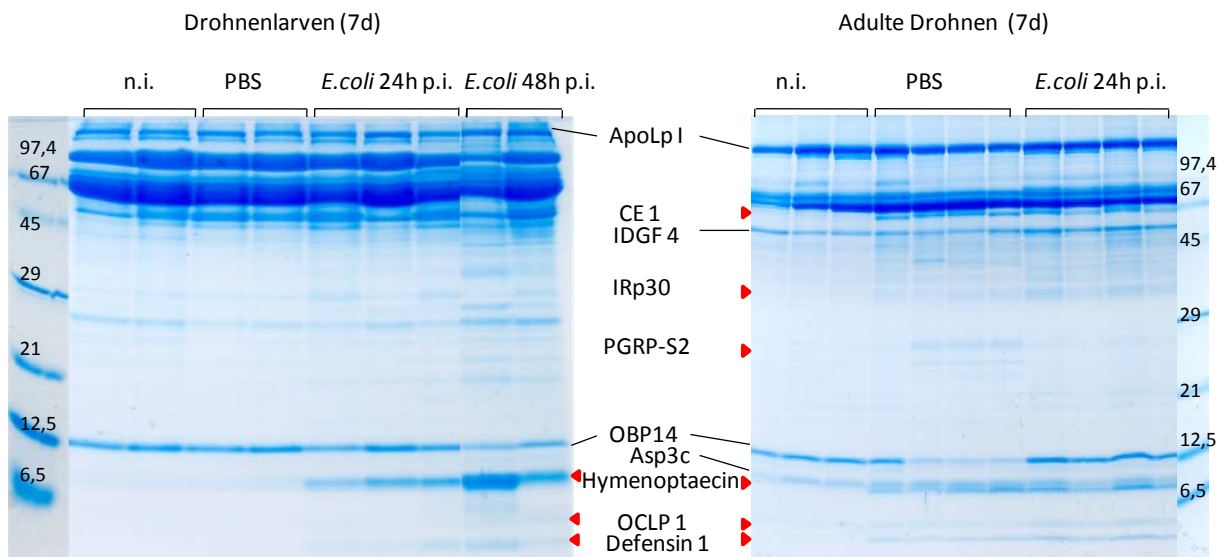 Drohnenlarven (7d)
Adulte Drohnen (7d)
n.i.
PBS
E.coli 24h p.i.
E.coli 48h p.i.
n.i.
PBS
E.coli 24h p.i.
97,4
67
45
29
21
12,5
6,5
ApoLp I
CE 1
IDGF 4
IRp30
PGRP-S2
OBP14
Asp3c
Hymenoptaecin
OCLP 1
Defensin 1
97,4
67
45
29
21
12,5
6,5